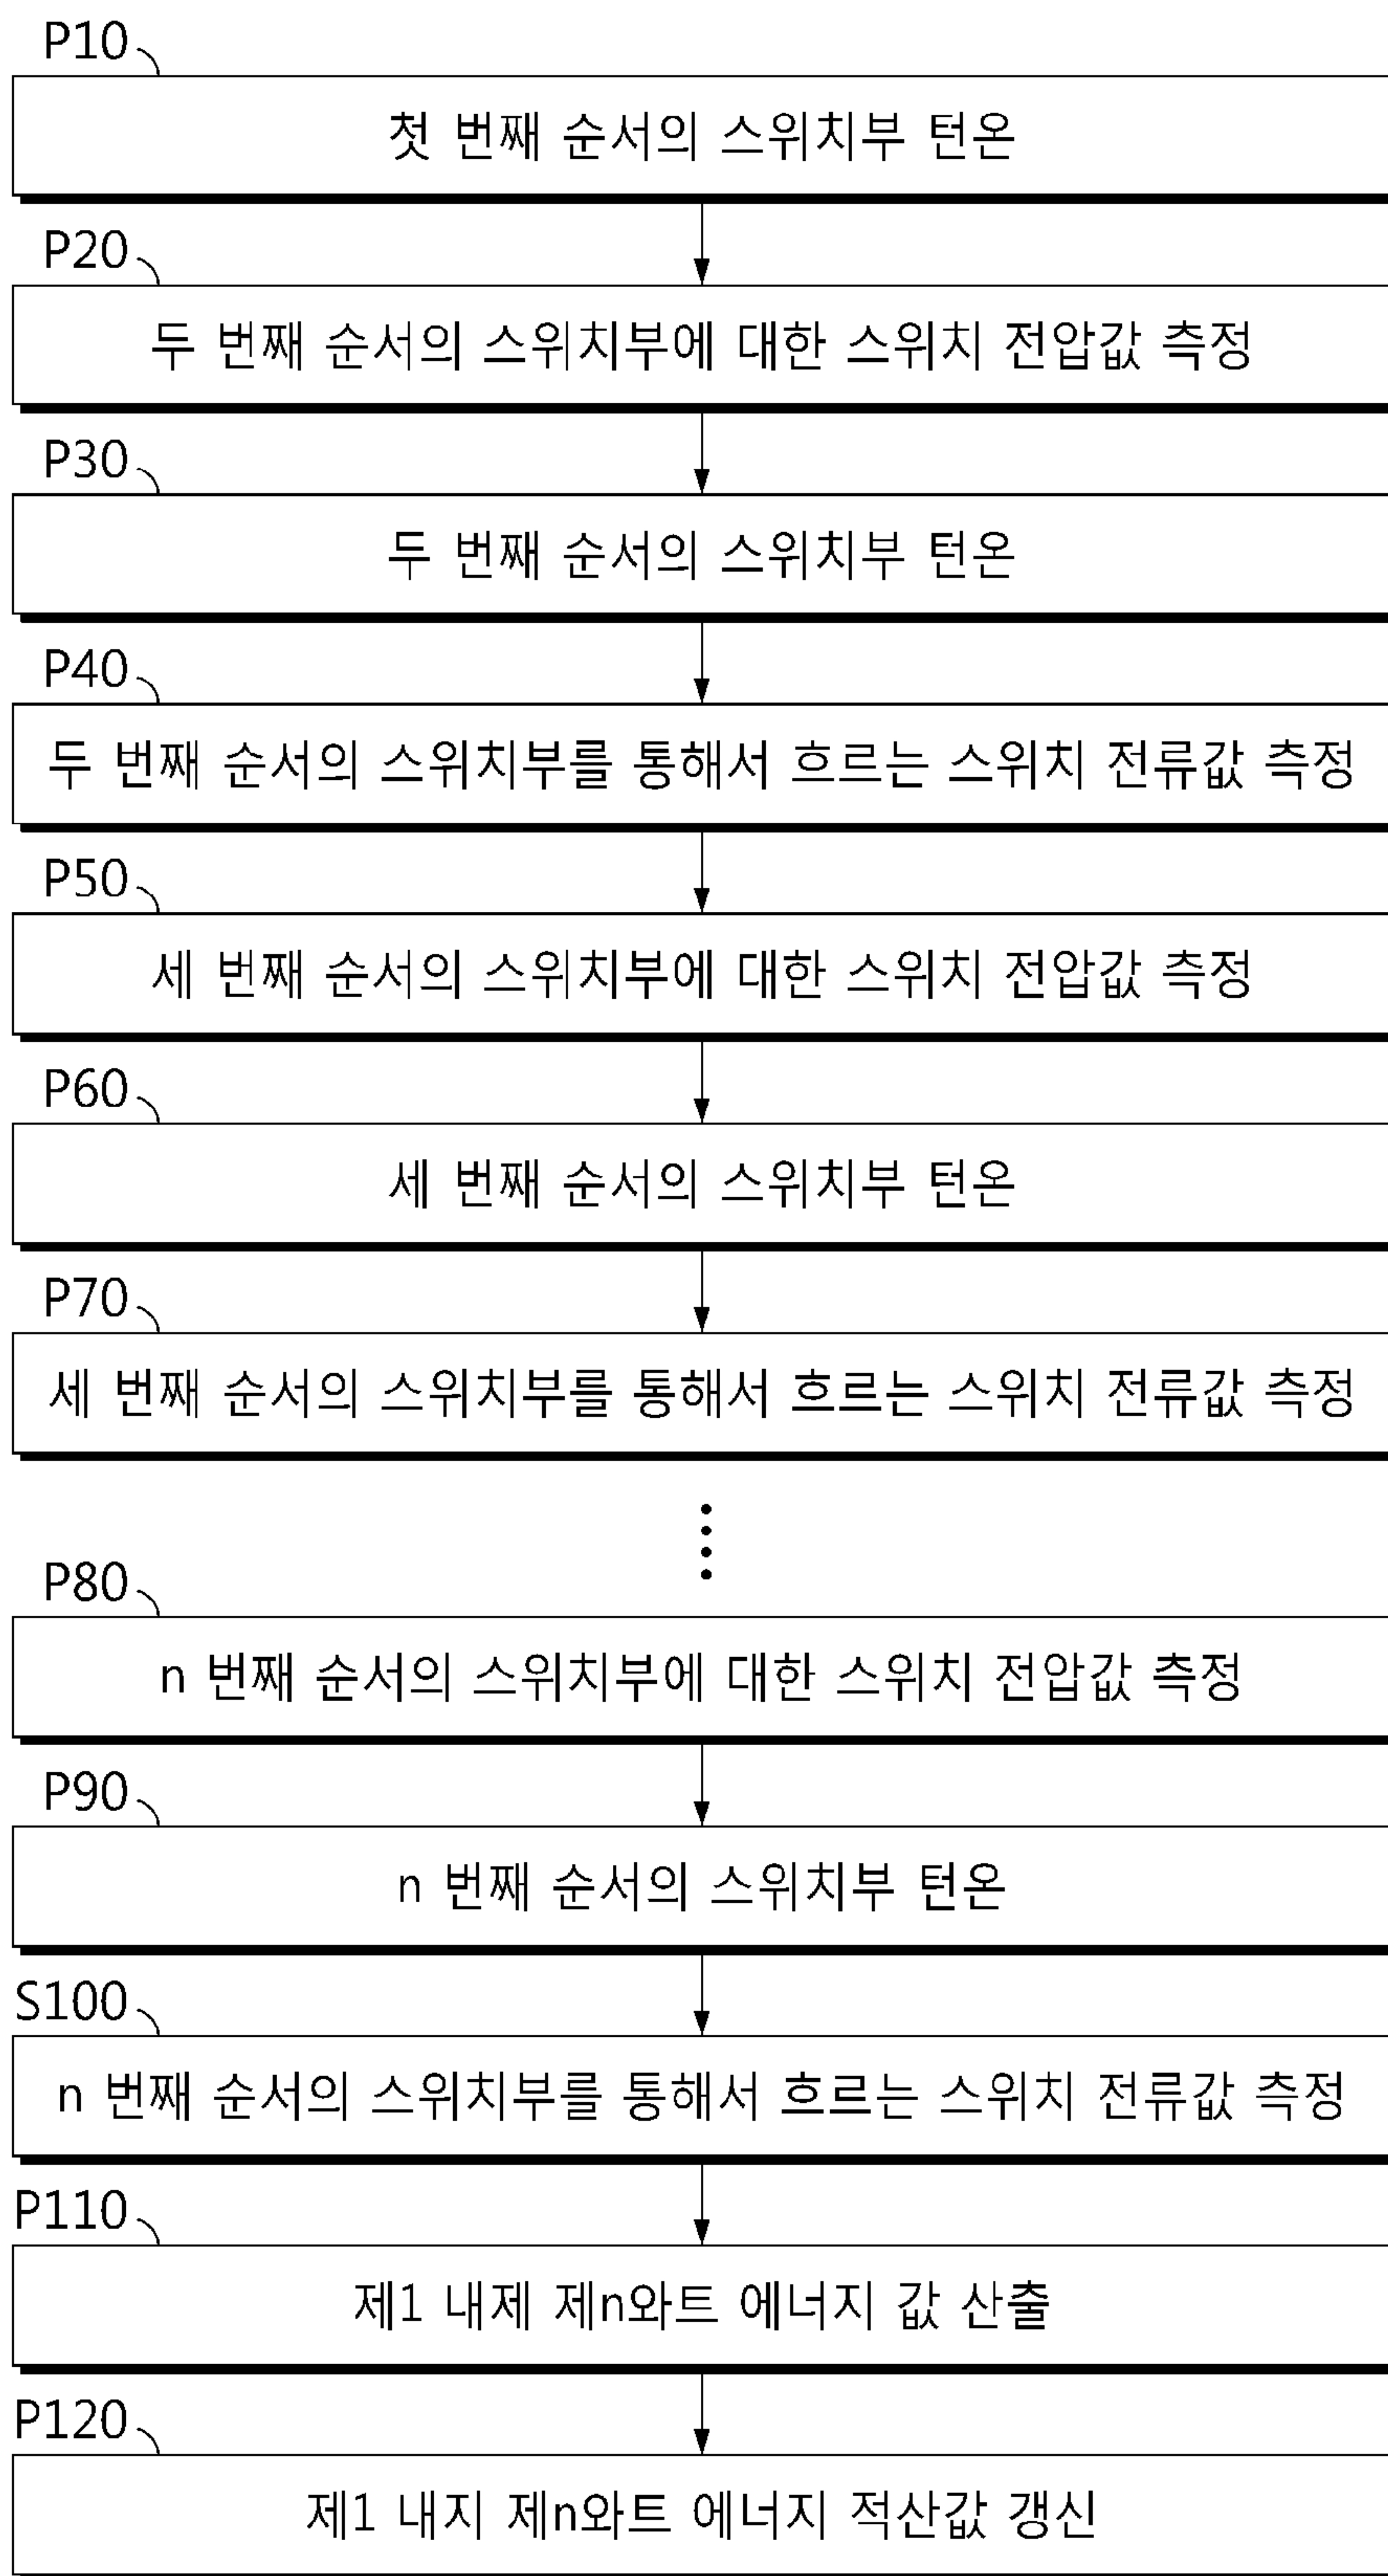 P10
첫 번째 순서의 스위치부 턴온
P20
두 번째 순서의 스위치부에 대한 스위치 전압값 측정
P30
두 번째 순서의 스위치부 턴온
P40
두 번째 순서의 스위치부를 통해서 흐르는 스위치 전류값 측정
P50
세 번째 순서의 스위치부에 대한 스위치 전압값 측정
P60
세 번째 순서의 스위치부 턴온
P70
세 번째 순서의 스위치부를 통해서 흐르는 스위치 전류값 측정
P80
n 번째 순서의 스위치부에 대한 스위치 전압값 측정
P90
n 번째 순서의 스위치부 턴온
S100
n 번째 순서의 스위치부를 통해서 흐르는 스위치 전류값 측정
P110
제1 내제 제n와트 에너지 값 산출
P120
제1 내지 제n와트 에너지 적산값 갱신